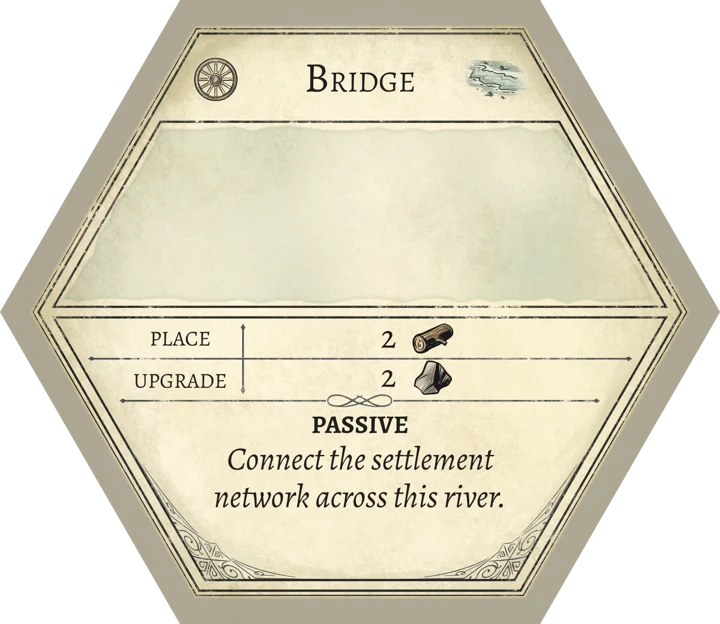 Bridge
PLACE 2
UPGRADE 2
PASSIVE
Connect the settlement
network across this river.